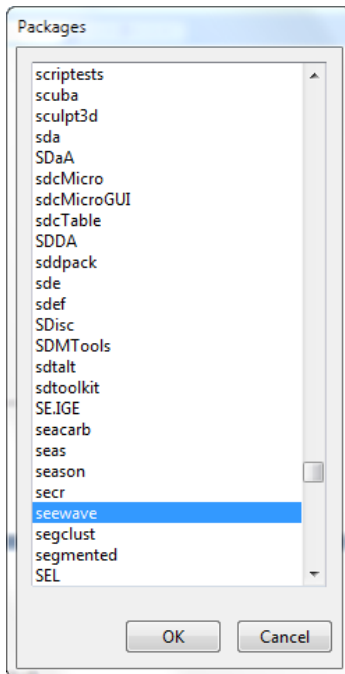 Packages
scriptests
scuba
sculpt3d
sda
SDaA
sdcMicro
sdcMicroGUI
sdcTable
SDDA
sddpack
sde
sdef
SDisc
SDMTools
sdtalt
sdtoolkit
SE.IGE
seacarb
seas
season
secr
seewave
segclust
segmented
SEL
OK Cancel